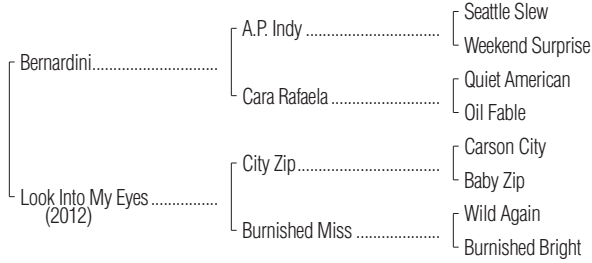 Seattle Slew
A.P. Indy ..............................
Weekend Surprise
Bernardini.............................
Quiet American
Cara Rafaela .........................
Oil Fable
Carson City
City Zip.................................
Baby Zip
Look Into My Eyes ................
(2012)
Wild Again
Burnished Miss ...................
Burnished Bright